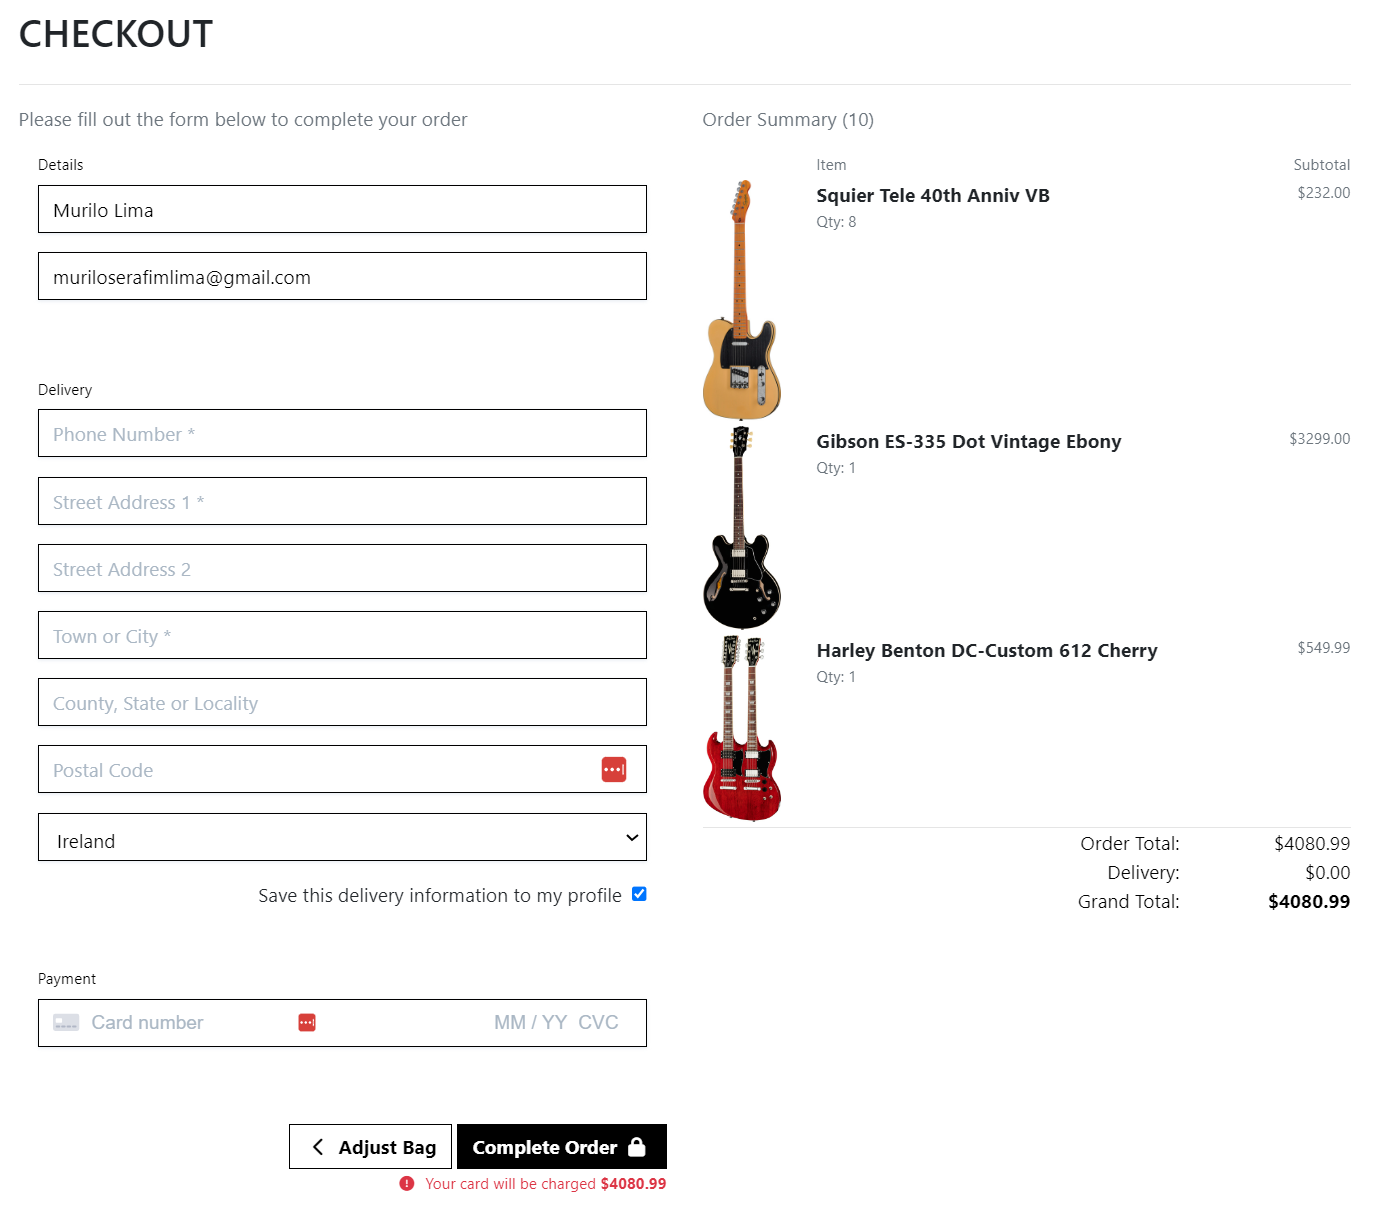 CHECKOUT
Please fill out the form below to complete your order
Details
Murilo Lima
muriloserafimlima@gmail.com
Delivery
Phone Number *
Street Address 1 *
Street Address 2
Town or City *
County, State or Locality
Postal Code
Ireland
Save this delivery information to my profile
Payment
Card number MM / YY CVC
Adjust Bag Complete Order
Your card will be charged $4080.99
Order Summary (10)
Item Subtotal
Squier Tele 40th Anniv VB $232.00
Qty: 8
Gibson ES-335 Dot Vintage Ebony $3299.00
Qty: 1
Harley Benton DC-Custom 612 Cherry $549.99
Qty: 1
Order Total: $4080.99
Delivery: $0.00
Grand Total: $4080.99